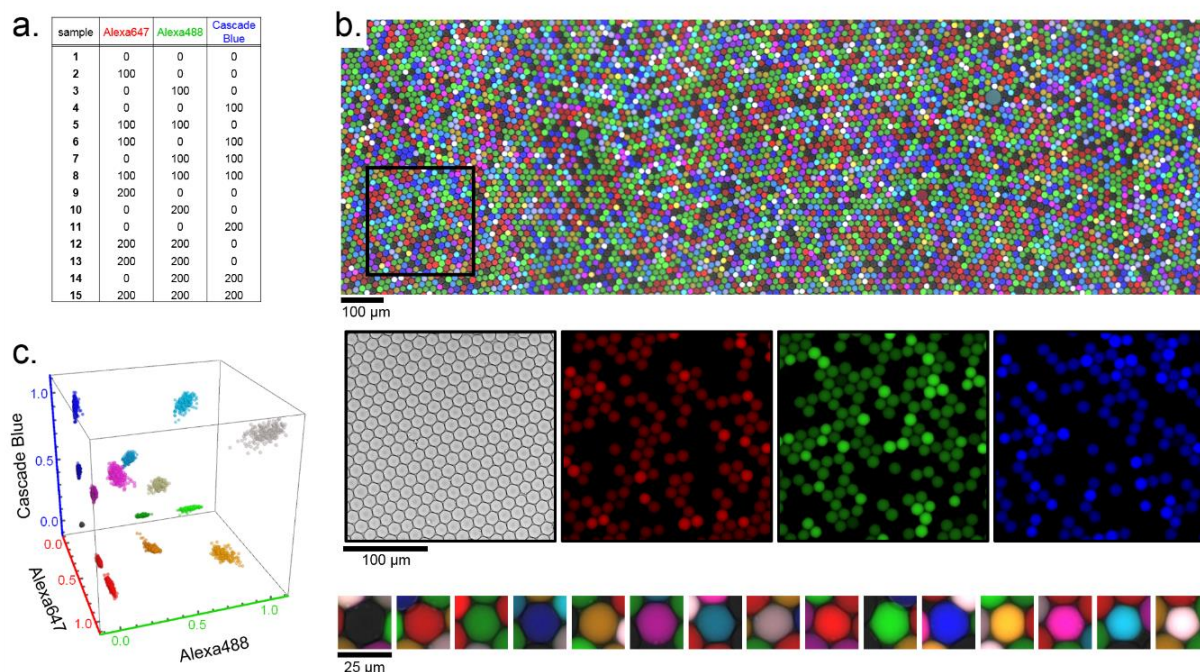 a.
sample Alexa647 Alexa488 Cascade
Blue
1 0 0 0
2 100 0 0
3 0 100 0
4 0 0 100
5 100 100 0
6 100 0 100
7 0 100 100
8 100 100 100
9 200 0 0
10 0 200 0
11 0 0 200
12 200 200 0
13 200 200 0
14 0 200 200
15 200 200 200
b.
100 µm
100 µm
25 µm
c.
Cascade Blue
1.0
0.5
0.0
Alexa647
0.0
0.5
1.0
Alexa488
0.0
0.5
1.0